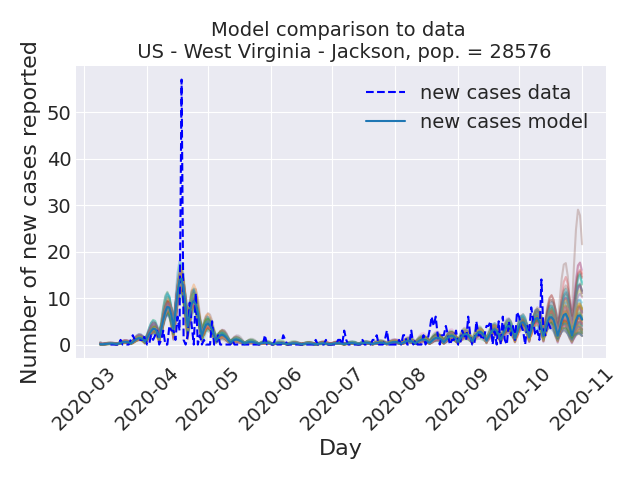 Model comparison to data
US - West Virginia - Jackson, pop. = 28576
Number of new cases reported
50
40
30
20
10
0
new cases data
new cases model
2020-03
2020-04
2020-05
2020-06
2020-07
2020-08
2020-09
2020-10
2020-11
Day